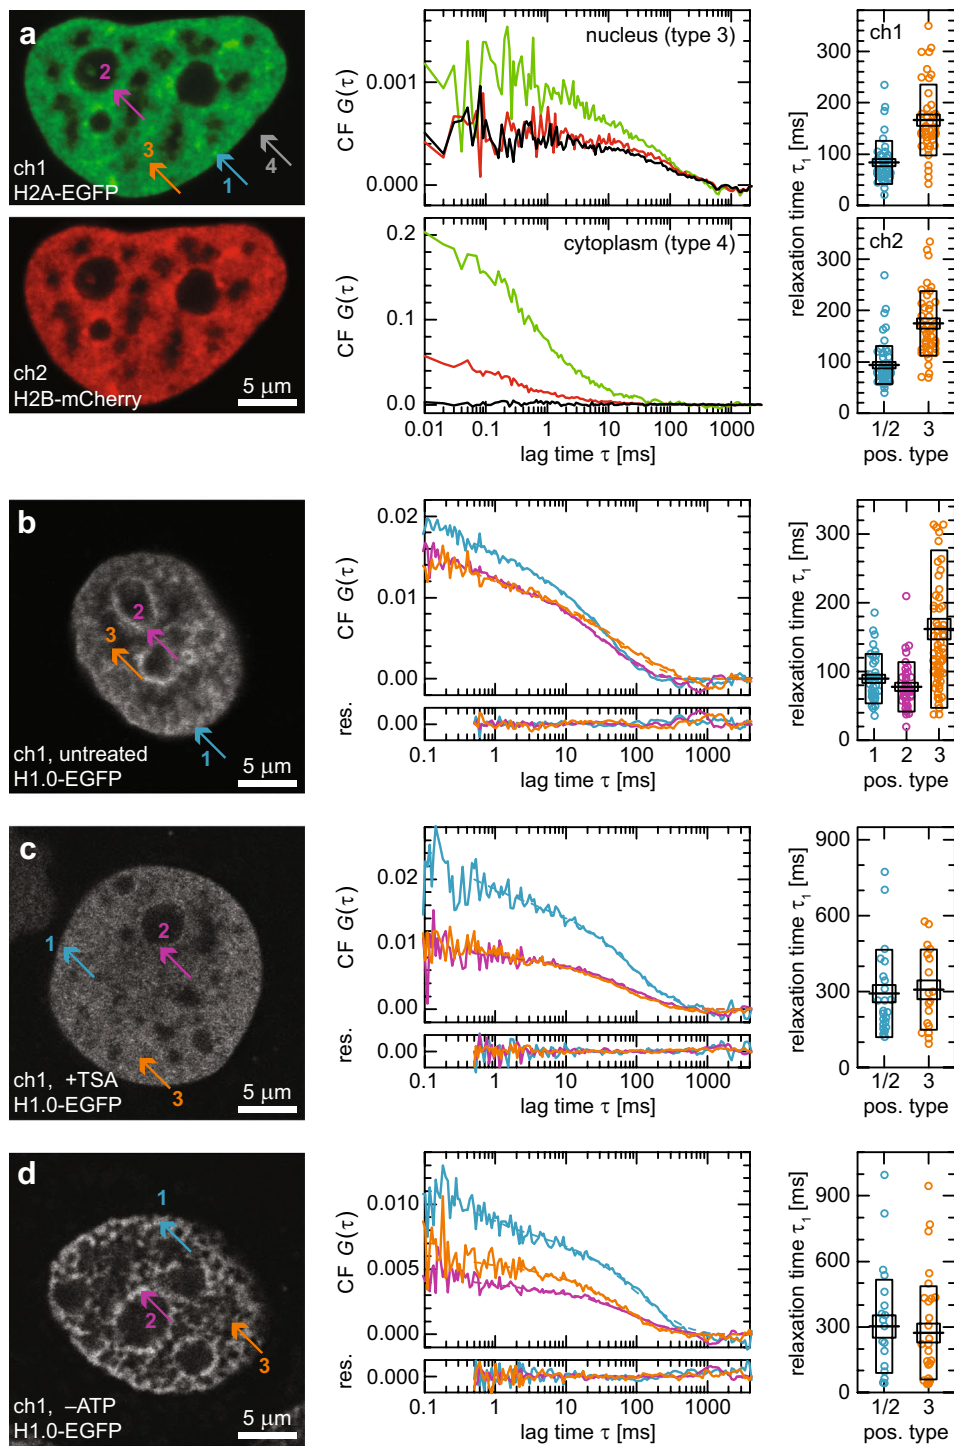 a
2
3
1
4
ch1
H2A-EGFP
ch2
H2B-mCherry
5 μm
CF G(τ)
0.001
0.000
nucleus (type 3)
CF G(τ)
0.2
0.1
0.0
cytoplasm (type 4)
0.01 0.1 1 10 100 1000
lag time τ [ms]
relaxation time τ1 [ms]
ch1
300
200
100
0
ch2
300
200
100
0
1/2 3
pos. type
b
2
3
1
ch1, untreated
H1.0-EGFP
5 μm
CF G(τ)
0.02
0.01
0.00
res.
0.00
0.1 1 10 100 1000
lag time τ [ms]
relaxation time τ1 [ms]
300
200
100
0
1 2 3
pos. type
c
1
2
3
ch1, +TSA
H1.0-EGFP
5 μm
CF G(τ)
0.02
0.01
0.00
res.
0.00
0.1 1 10 100 1000
lag time τ [ms]
relaxation time τ1 [ms]
900
600
300
0
1/2 3
pos. type
d
1
2
3
ch1, –ATP
H1.0-EGFP
5 μm
CF G(τ)
0.010
0.005
0.000
res.
0.000
0.1 1 10 100 1000
lag time τ [ms]
relaxation time τ1 [ms]
900
600
300
0
1/2 3
pos. type